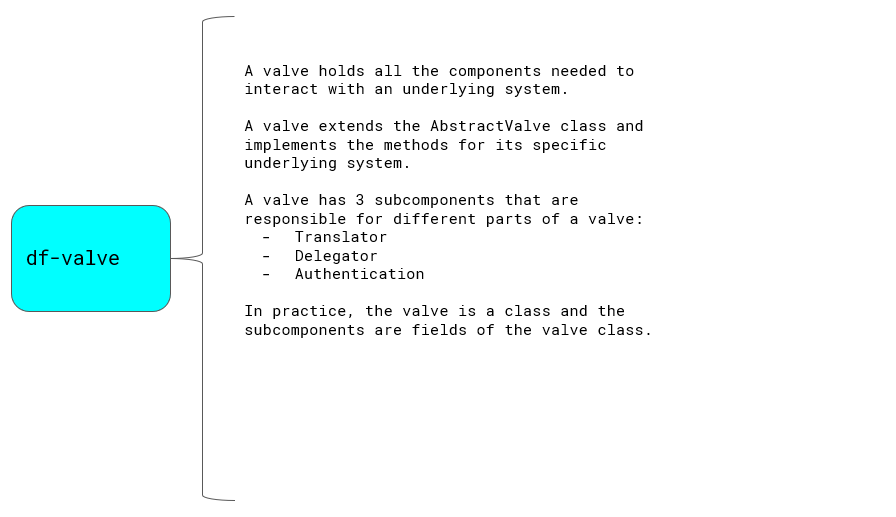 A valve holds all the components needed to
interact with an underlying system.
A valve extends the AbstractValve class and
implements the methods for its specific
underlying system.
A valve has 3 subcomponents that are
responsible for different parts of a valve:
- Translator
- Delegator
- Authentication
In practice, the valve is a class and the
subcomponents are fields of the valve class.
df-valve